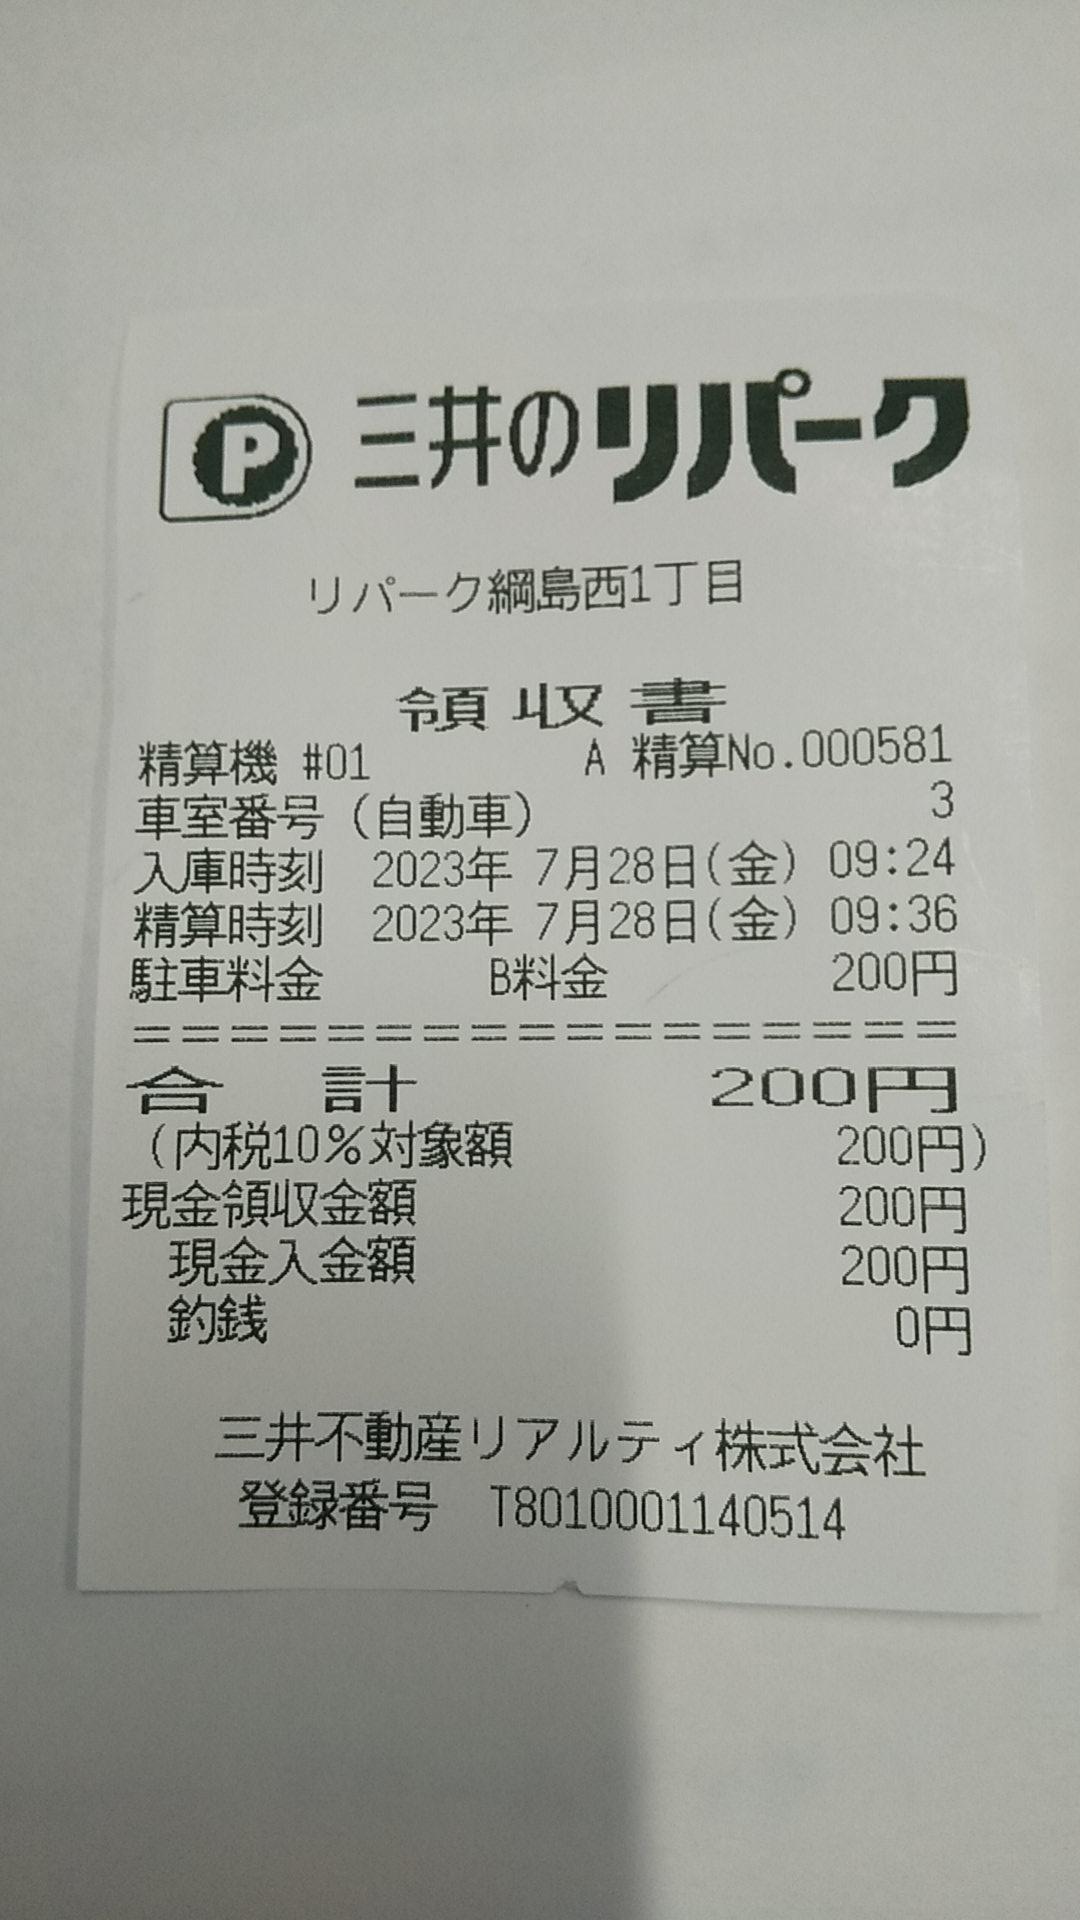 P 三井のリパーク
リパーク綱島西1丁目
領収書
精算機 #01 A 精算No.000581
車室番号(自動車) 3
入庫時刻 2023年 7月28日(金) 09:24
精算時刻 2023年 7月28日(金) 09:36
駐車料金 B料金 200円
==================
合計 200円
(内税10%対象額 200円)
現金領収金額 200円
現金入金額 200円
釣銭 0円
三井不動産リアルティ株式会社
登録番号 T8010001140514